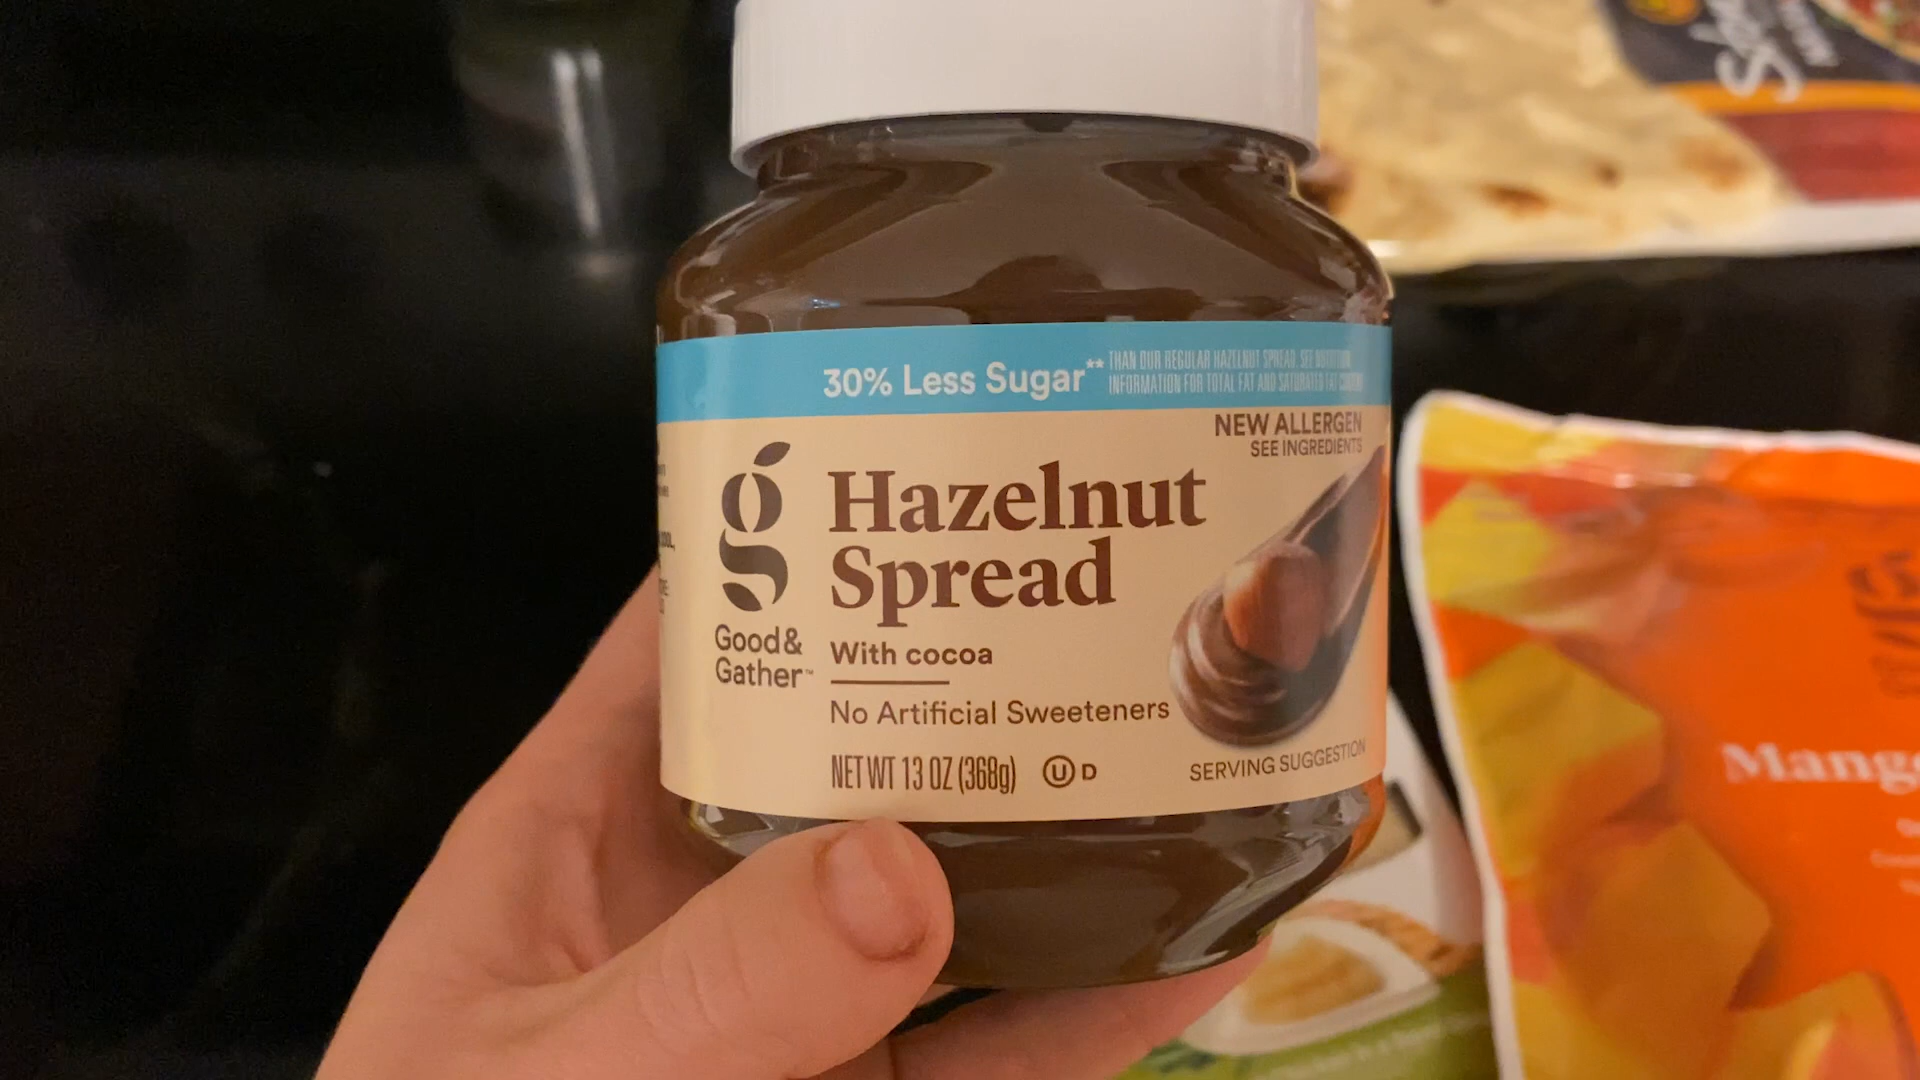 30% Less Sugar**
THAN OUR REGULAR HAZELNUT SPREAD. SEE NUTRITION
INFORMATION FOR TOTAL FAT AND SATURATED FAT
NEW ALLERGEN
SEE INGREDIENTS
g
Good &
Gather™
Hazelnut
Spread
With cocoa
No Artificial Sweeteners
NET WT 13 OZ (368g) U D
SERVING SUGGESTION